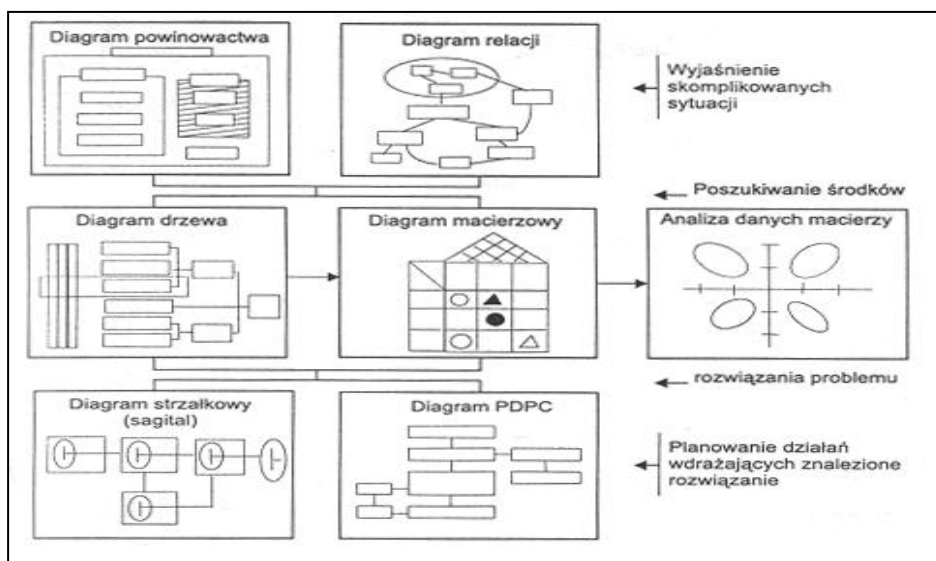 Diagram powinowactwa
Diagram relacji
Wyjaśnienie
skomplikowanych
sytuacji
Poszukiwanie środków
Diagram drzewa
Diagram macierzowy
Analiza danych macierzy
rozwiązania problemu
Diagram strzałkowy
(sagital)
Diagram PDPC
Planowanie działań
wdrażających znalezione
rozwiązanie